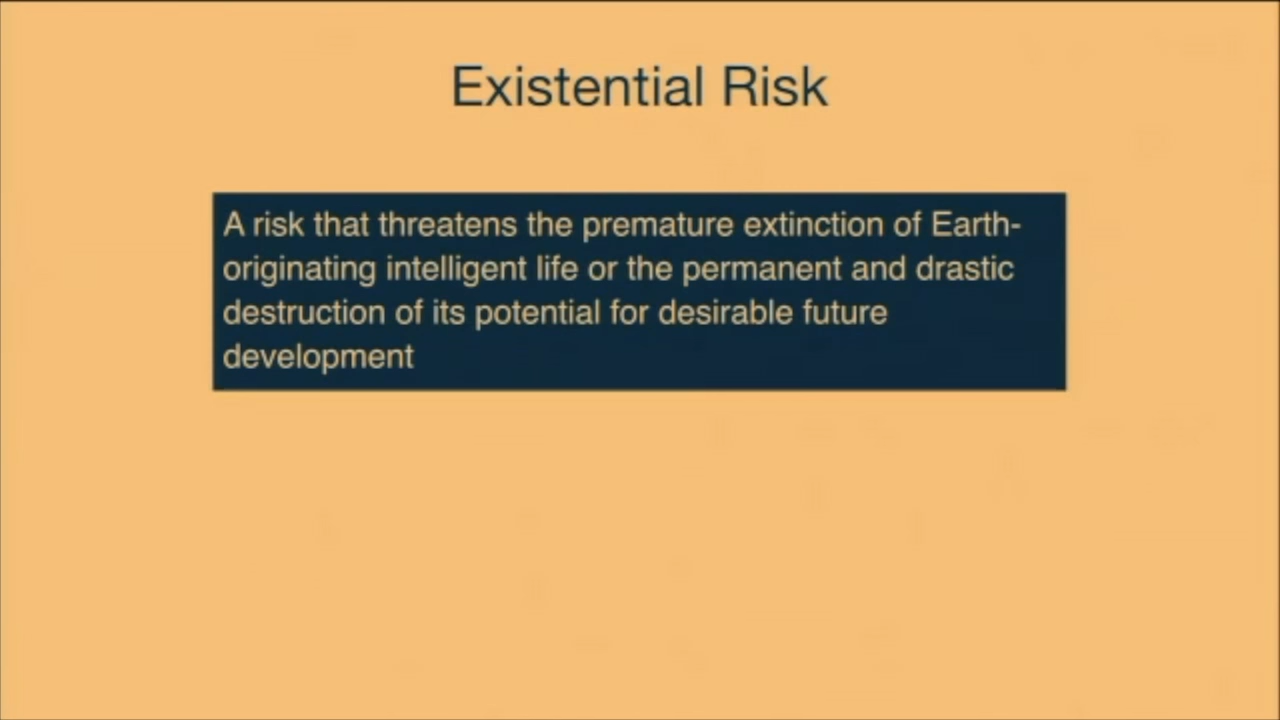 Existential Risk
A risk that threatens the premature extinction of Earth-
originating intelligent life or the permanent and drastic
destruction of its potential for desirable future
development